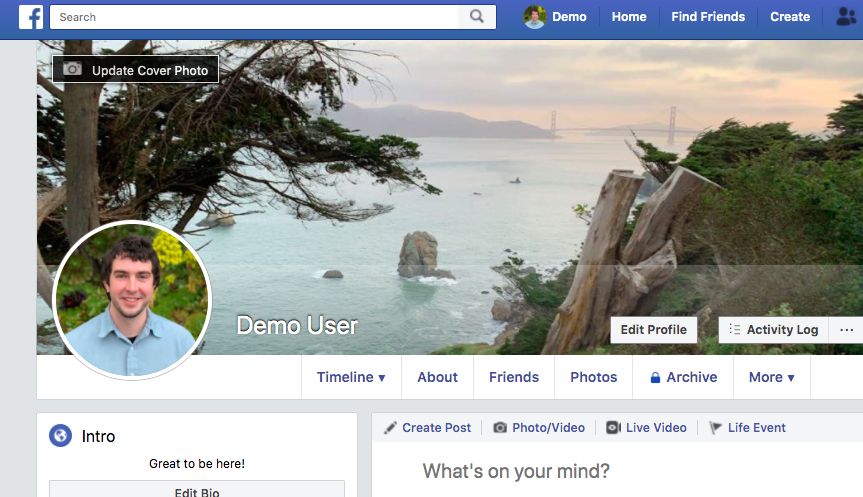 f Search Demo Home Find Friends Create
Update Cover Photo
Demo User
Edit Profile Activity Log ...
Timeline ▾ About Friends Photos Archive More ▾
Create Post Photo/Video Live Video Life Event
Intro
What's on your mind?
Great to be here!
Edit Bio